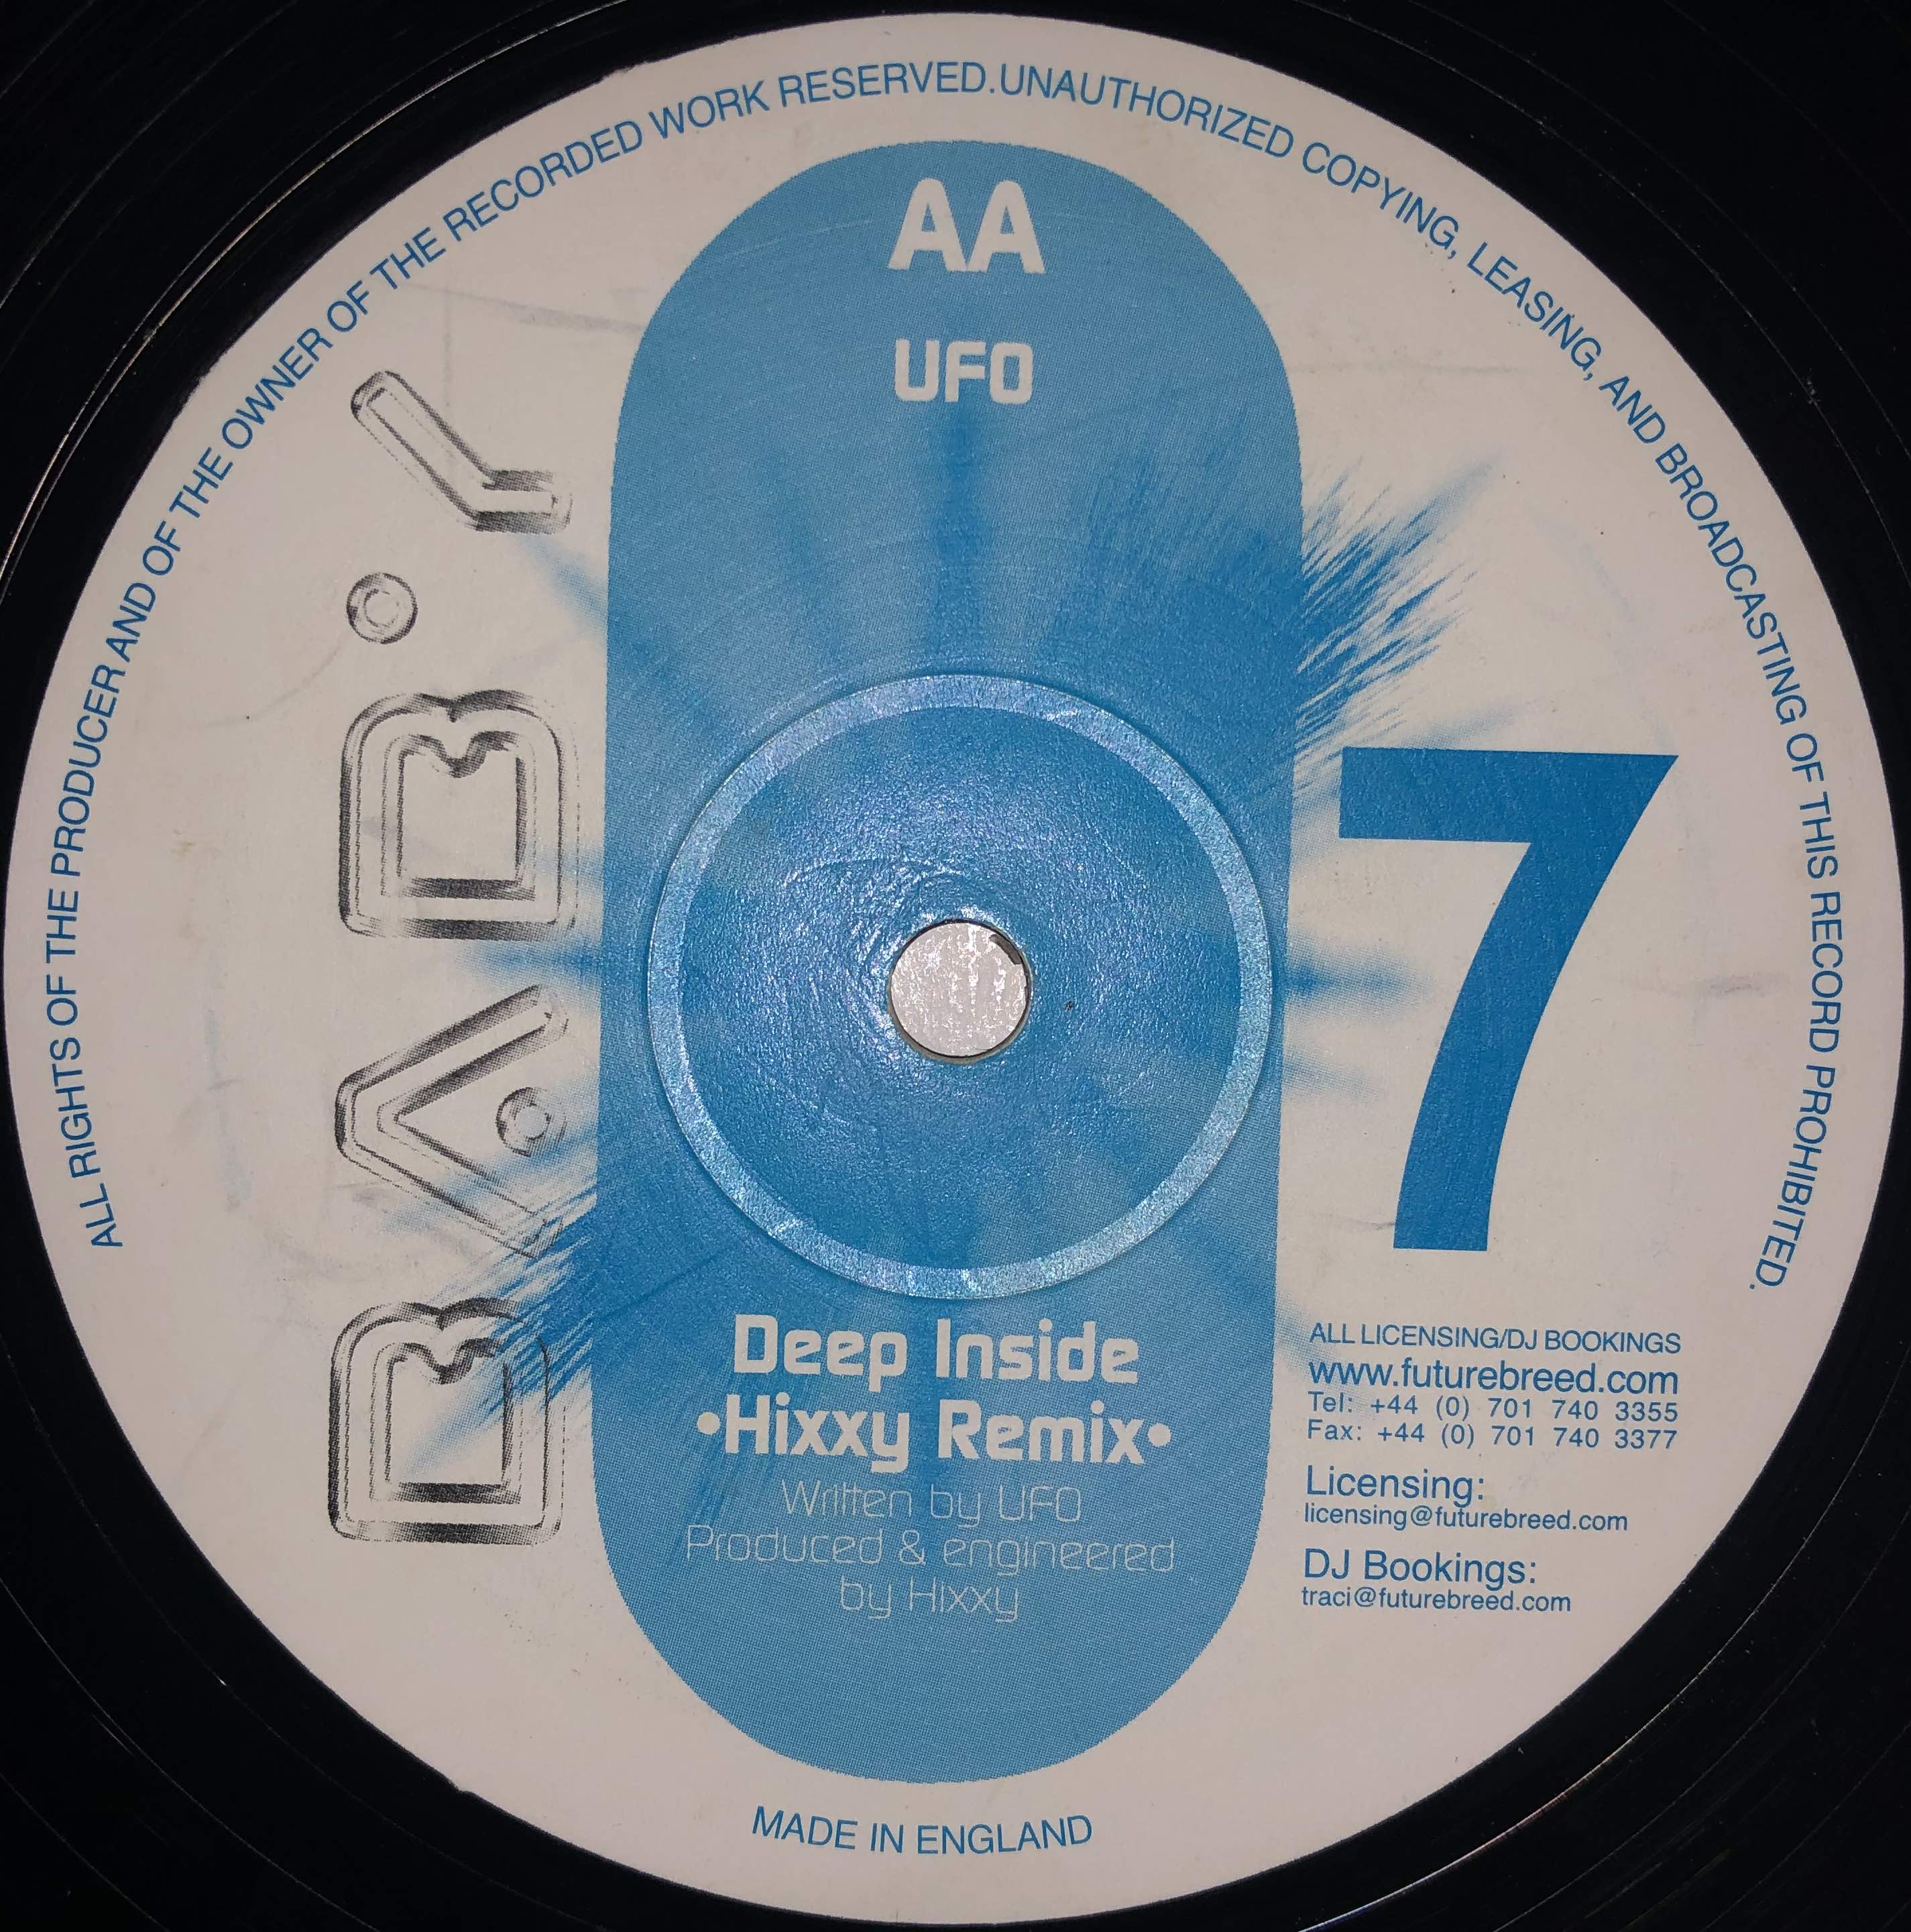 ALL RIGHTS OF THE PRODUCER AND OF THE OWNER OF THE RECORDED WORK RESERVED.UNAUTHORIZED COPYING, LEASING, AND BROADCASTING OF THIS RECORD PROHIBITED.
AA
UFO
7
Deep Inside
•Hixxy Remix•
Written by UFO
Produced & engineered
by Hixxy
ALL LICENSING/DJ BOOKINGS
www.futurebreed.com
Tel: +44 (0) 701 740 3355
Fax: +44 (0) 701 740 3377
Licensing:
licensing@futurebreed.com
DJ Bookings:
traci@futurebreed.com
MADE IN ENGLAND